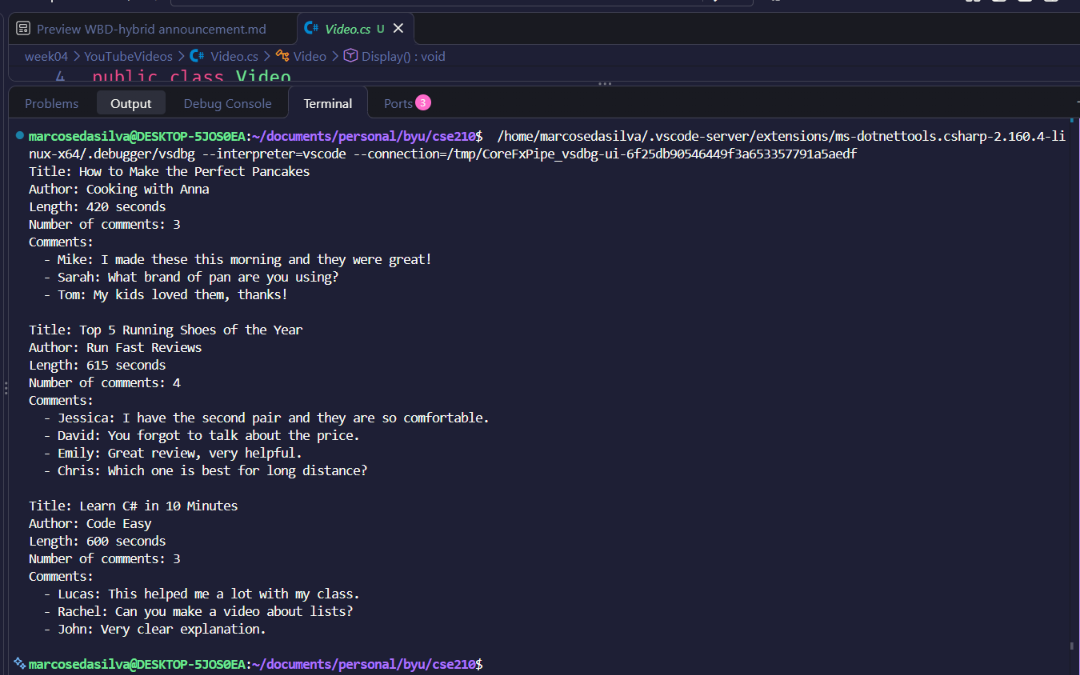 Preview WBD-hybrid announcement.md
Video.cs U
week04 > YouTubeVideos > Video.cs > Video > Display() : void
4 public class Video
Problems Output Debug Console Terminal Ports 3
marcosedasilva@DESKTOP-5JOS0EA:~/documents/personal/byu/cse210$ /home/marcosedasilva/.vscode-server/extensions/ms-dotnettools.csharp-2.160.4-li
nux-x64/.debugger/vsdbg --interpreter=vscode --connection=/tmp/CoreFxPipe_vsdbg-ui-6f25db90546449f3a653357791a5aedf
Title: How to Make the Perfect Pancakes
Author: Cooking with Anna
Length: 420 seconds
Number of comments: 3
Comments:
- Mike: I made these this morning and they were great!
- Sarah: What brand of pan are you using?
- Tom: My kids loved them, thanks!
Title: Top 5 Running Shoes of the Year
Author: Run Fast Reviews
Length: 615 seconds
Number of comments: 4
Comments:
- Jessica: I have the second pair and they are so comfortable.
- David: You forgot to talk about the price.
- Emily: Great review, very helpful.
- Chris: Which one is best for long distance?
Title: Learn C# in 10 Minutes
Author: Code Easy
Length: 600 seconds
Number of comments: 3
Comments:
- Lucas: This helped me a lot with my class.
- Rachel: Can you make a video about lists?
- John: Very clear explanation.
marcosedasilva@DESKTOP-5JOS0EA:~/documents/personal/byu/cse210$